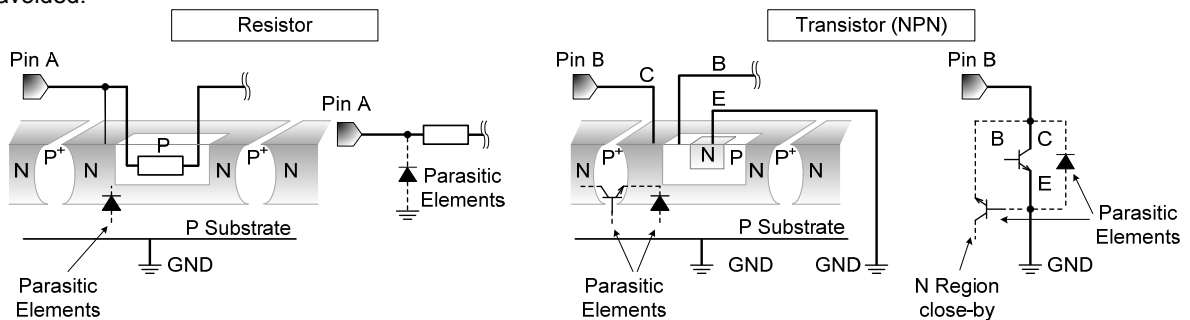 avoided.
Resistor
Transistor (NPN)
Pin A
Pin A
N
P+
N
P
N
P+
N
Parasitic
Elements
P Substrate
GND
Parasitic
Elements
Pin B
C
B
E
N
P+
N
P
P+
N
N
P Substrate
GND
GND
Parasitic
Elements
Pin B
B
C
E
Parasitic
Elements
GND
N Region
close-by